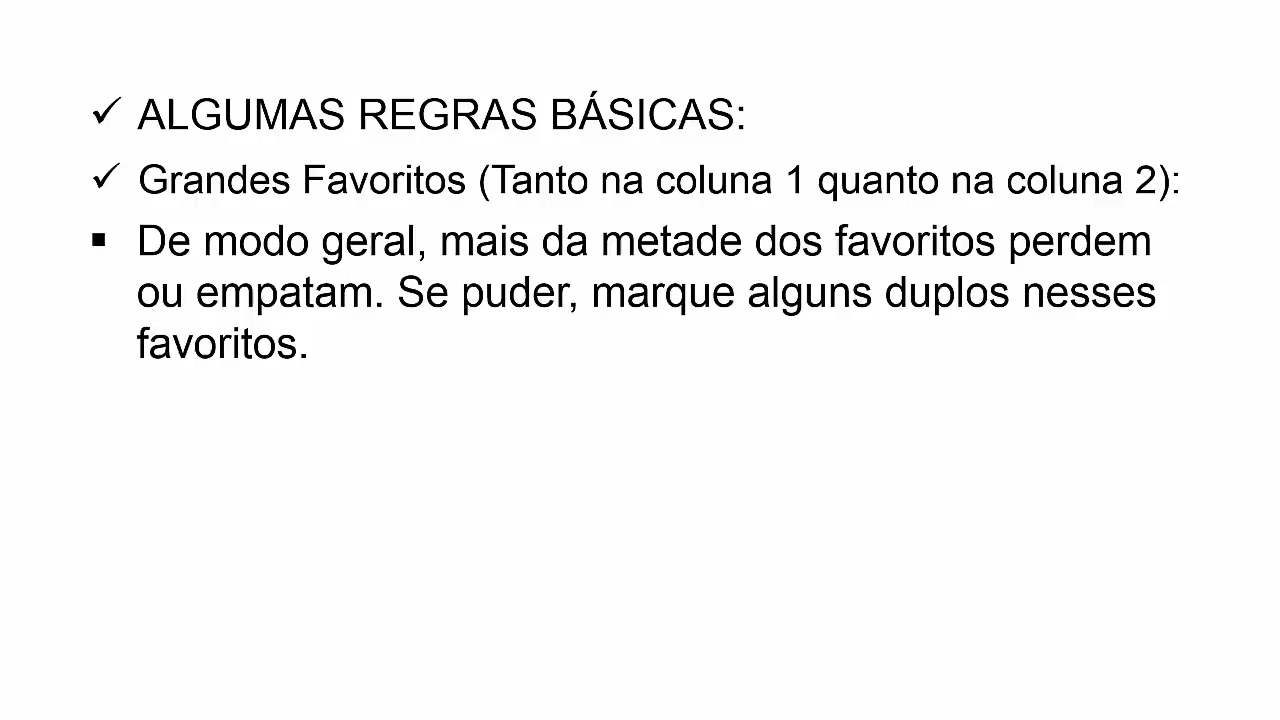 ✓ ALGUMAS REGRAS BÁSICAS:
✓ Grandes Favoritos (Tanto na coluna 1 quanto na coluna 2):
▪ De modo geral, mais da metade dos favoritos perdem
ou empatam. Se puder, marque alguns duplos nesses
favoritos.